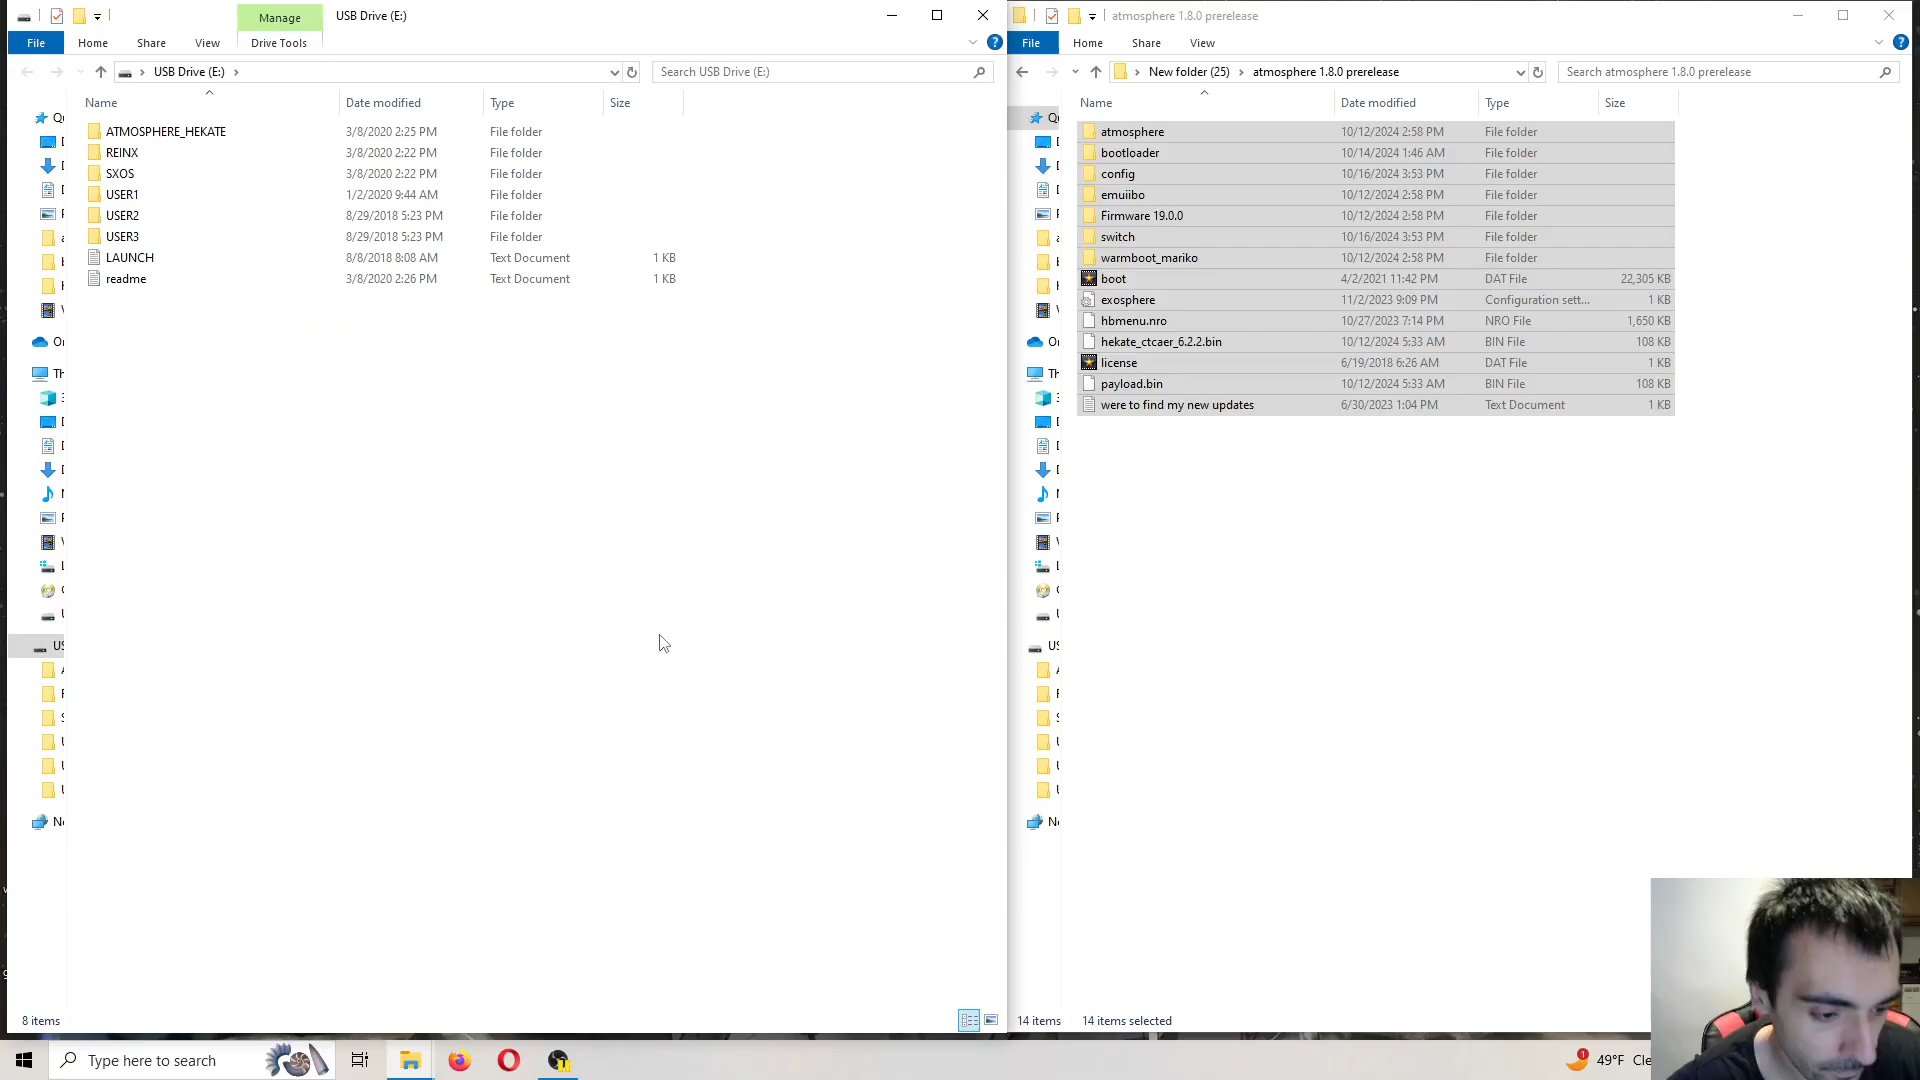 Manage
USB Drive (E:)
File
Home
Share
View
Drive Tools
USB Drive (E:)
Search USB Drive (E:)
Name
Date modified
Type
Size
ATMOSPHERE_HEKATE 3/8/2020 2:25 PM File folder
REINX 3/8/2020 2:22 PM File folder
SXOS 3/8/2020 2:22 PM File folder
USER1 1/2/2020 9:44 AM File folder
USER2 8/29/2018 5:23 PM File folder
USER3 8/29/2018 5:23 PM File folder
LAUNCH 8/8/2018 8:08 AM Text Document 1 KB
readme 3/8/2020 2:26 PM Text Document 1 KB
8 items
atmosphere 1.8.0 prerelease
File
Home
Share
View
New folder (25)
atmosphere 1.8.0 prerelease
Search atmosphere 1.8.0 prerelease
Name
Date modified
Type
Size
atmosphere 10/12/2024 2:58 PM File folder
bootloader 10/14/2024 1:46 AM File folder
config 10/16/2024 3:53 PM File folder
emuiibo 10/12/2024 2:58 PM File folder
Firmware 19.0.0 10/12/2024 2:58 PM File folder
switch 10/16/2024 3:53 PM File folder
warmboot_mariko 10/12/2024 2:58 PM File folder
boot 4/2/2021 11:42 PM DAT File 22,305 KB
exosphere 11/2/2023 9:09 PM Configuration sett... 1 KB
hbmenu.nro 10/27/2023 7:14 PM NRO File 1,650 KB
hekate_ctcaer_6.2.2.bin 10/12/2024 5:33 AM BIN File 108 KB
license 6/19/2018 6:26 AM DAT File 1 KB
payload.bin 10/12/2024 5:33 AM BIN File 108 KB
were to find my new updates 6/30/2023 1:04 PM Text Document 1 KB
14 items
14 items selected
Type here to search
49°F